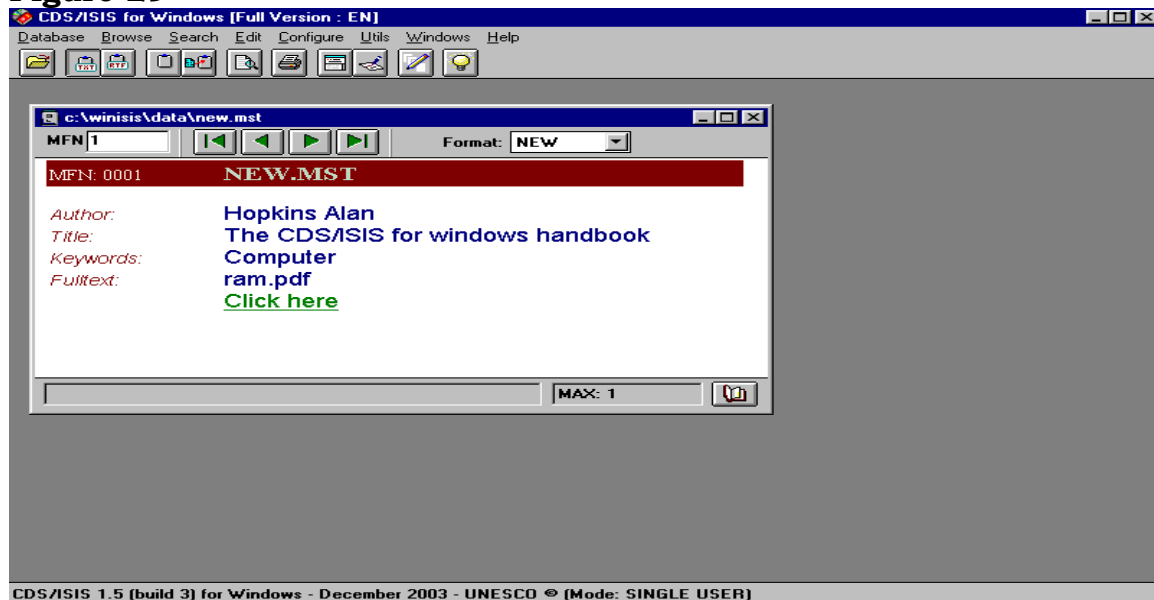 CDS/ISIS for Windows [Full Version : EN]
Database Browse Search Edit Configure Utils Windows Help
TXT RTF
c:\winisis\data\new.mst
MFN 1 Format: NEW
MFN: 0001 NEW.MST
Author: Hopkins Alan
Title: The CDS/ISIS for windows handbook
Keywords: Computer
Fulltext: ram.pdf
Click here
MAX: 1
CDS/ISIS 1.5 (build 3) for Windows - December 2003 - UNESCO © (Mode: SINGLE USER)